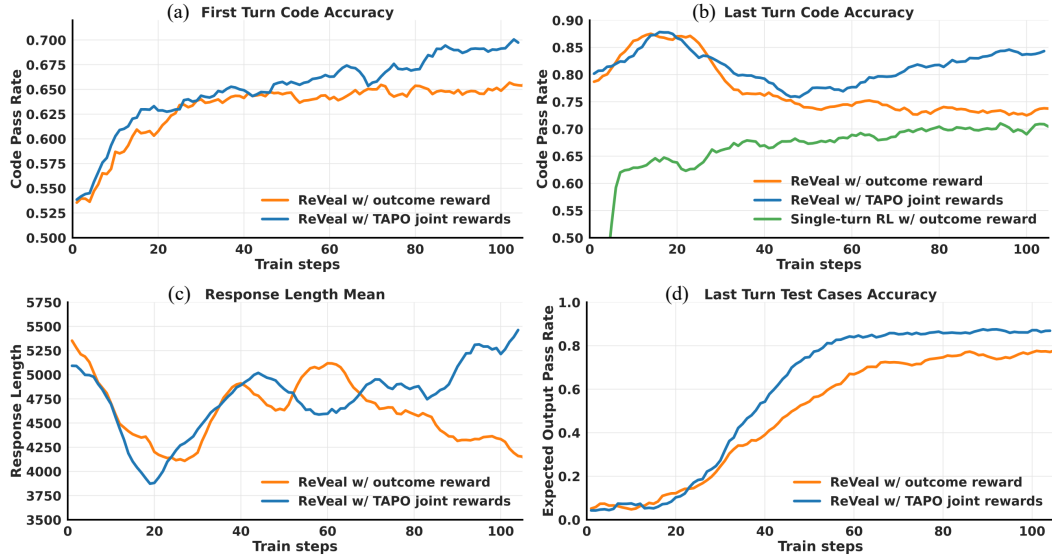 (a) First Turn Code Accuracy
Code Pass Rate
0.700
0.675
0.650
0.625
0.600
0.575
0.550
0.525
0.500
0 20 40 60 80 100
Train steps
ReVeal w/ outcome reward
ReVeal w/ TAPO joint rewards
(b) Last Turn Code Accuracy
Code Pass Rate
0.90
0.85
0.80
0.75
0.70
0.65
0.60
0.55
0.50
0 20 40 60 80 100
Train steps
ReVeal w/ outcome reward
ReVeal w/ TAPO joint rewards
Single-turn RL w/ outcome reward
(c) Response Length Mean
Response Length
5750
5500
5250
5000
4750
4500
4250
4000
3750
3500
0 20 40 60 80 100
Train steps
ReVeal w/ outcome reward
ReVeal w/ TAPO joint rewards
(d) Last Turn Test Cases Accuracy
Expected Output Pass Rate
1.0
0.8
0.6
0.4
0.2
0.0
0 20 40 60 80 100
Train steps
ReVeal w/ outcome reward
ReVeal w/ TAPO joint rewards